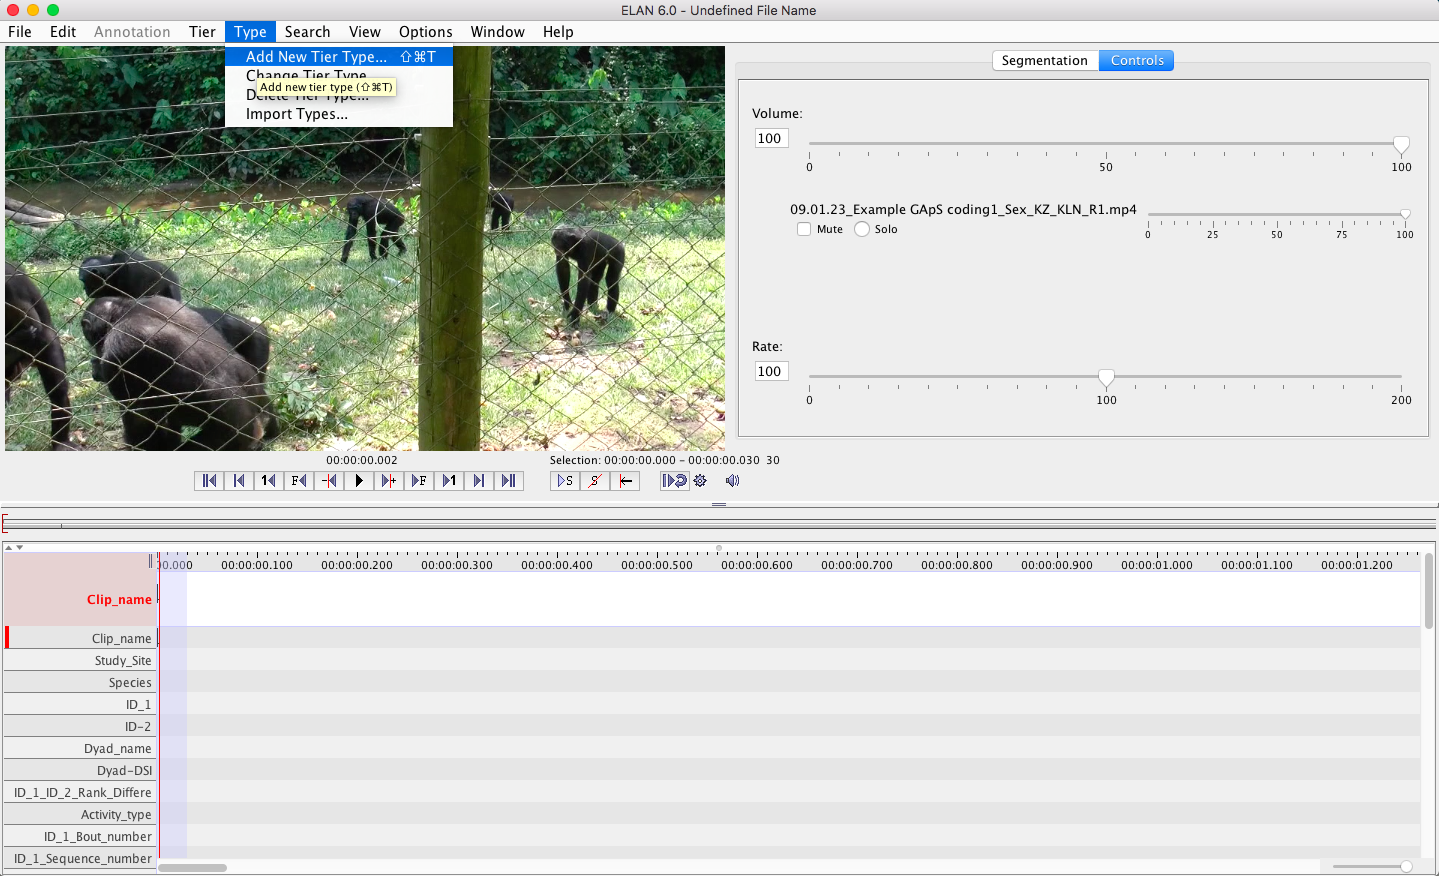 ELAN 6.0 - Undefined File Name
File Edit Annotation Tier Type Search View Options Window Help
Add New Tier Type... ⇧⌘T
Change Tier Type...
Add new tier type (⇧⌘T)
Delete Tier Type...
Import Types...
Segmentation Controls
Volume:
100
0 50 100
09.01.23_Example GApS coding1_Sex_KZ_KLN_R1.mp4
Mute Solo
0 25 50 75 100
Rate:
100
0 100 200
00:00:00.002 Selection: 00:00:00.000 - 00:00:00.030 30
1 F F 1 S S
00.000 00:00:00.100 00:00:00.200 00:00:00.300 00:00:00.400 00:00:00.500 00:00:00.600 00:00:00.700 00:00:00.800 00:00:00.900 00:00:01.000 00:00:01.100 00:00:01.200
Clip_name
Clip_name
Study_Site
Species
ID_1
ID-2
Dyad_name
Dyad-DSI
ID_1_ID_2_Rank_Differe
Activity_type
ID_1_Bout_number
ID_1_Sequence_number